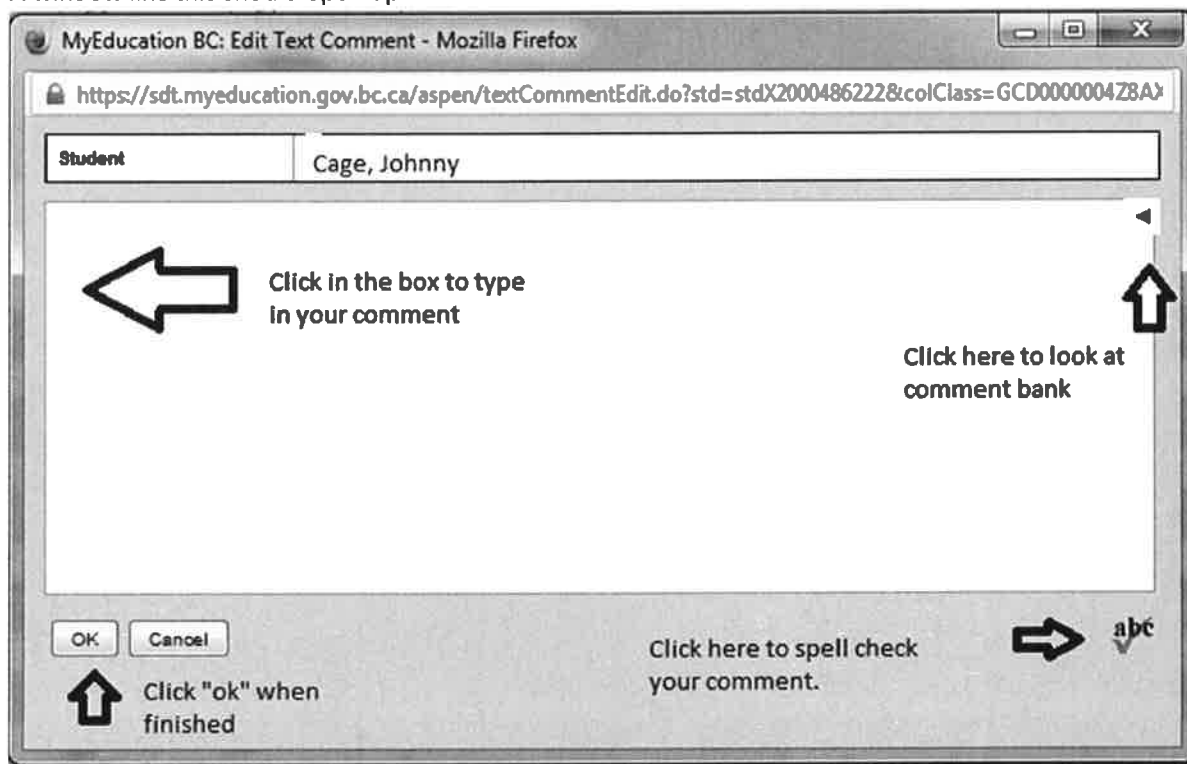 MyEducation BC: Edit Text Comment - Mozilla Firefox
https://sdt.myeducation.gov.bc.ca/aspen/textCommentEdit.do?std=stdX2000486222&colClass=GCD0000004Z8AX
Student
Cage, Johnny
Click in the box to type
in your comment
Click here to look at
comment bank
OK
Cancel
Click here to spell check
your comment.
abc
Click "ok" when
finished